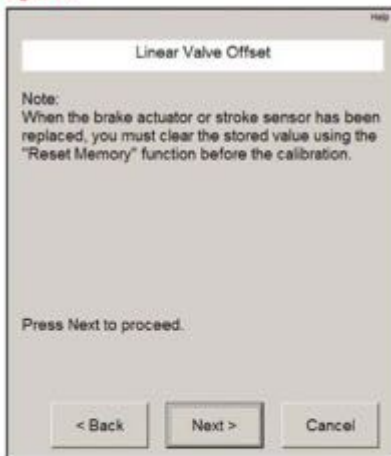 Help
Linear Valve Offset
Note:
When the brake actuator or stroke sensor has been
replaced, you must clear the stored value using the
"Reset Memory" function before the calibration.
Press Next to proceed.
< Back
Next >
Cancel